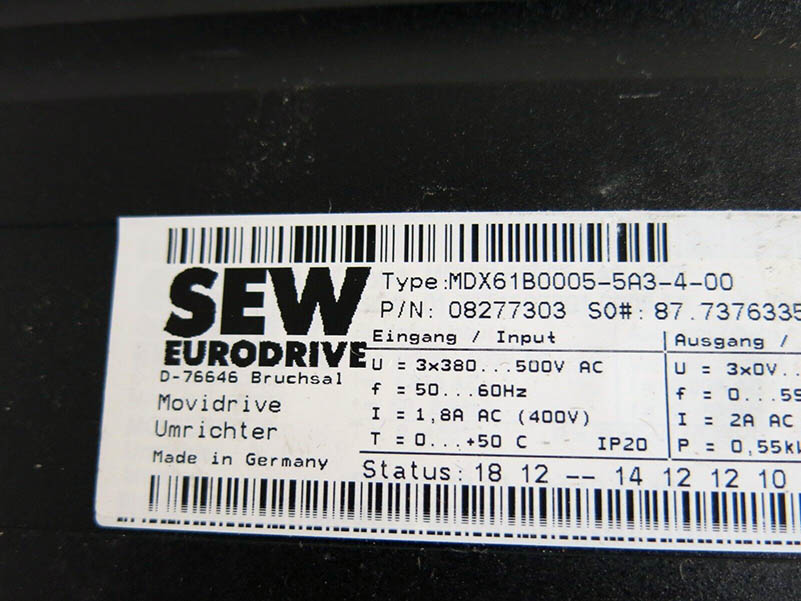 SEW
EURODRIVE
D-76646 Bruchsal
Movidrive
Umrichter
Made in Germany
Type:MDX61B0005-5A3-4-00
P/N: 08277303 SO#: 87.7376335
Eingang / Input
U = 3x380...500V AC
f = 50...60Hz
I = 1,8A AC (400V)
T = 0...+50 C IP20
Ausgang /
U = 3x0V..
f = 0...59
I = 2A AC
P = 0,55k
Status: 18 12 -- 14 12 12 10